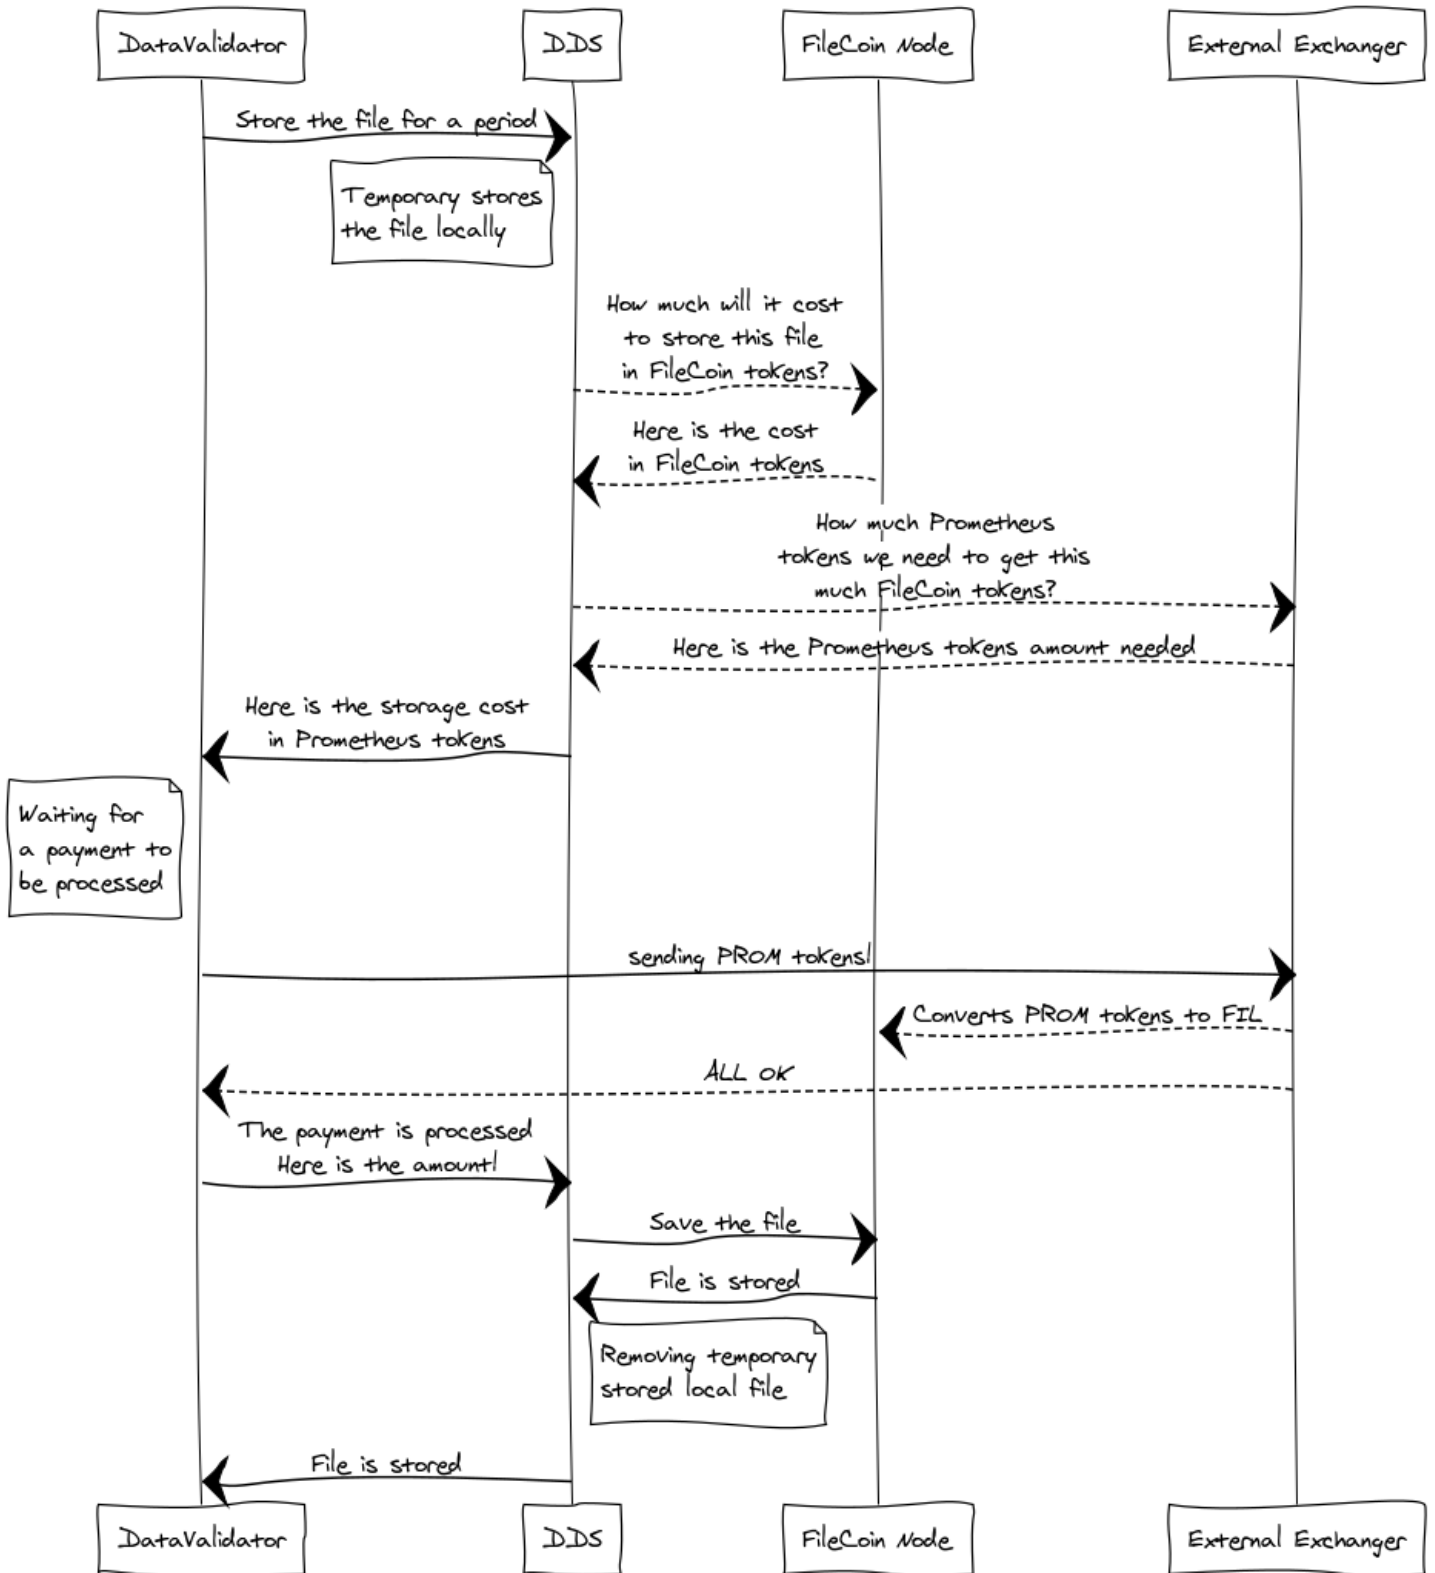 DataValidator
DDS
FileCoin Node
External Exchanger
Store the file for a period
Temporary stores
the file locally
How much will it cost
to store this file
in FileCoin tokens?
Here is the cost
in FileCoin tokens
How much Prometheus
tokens we need to get this
much FileCoin tokens?
Here is the Prometheus tokens amount needed
Here is the storage cost
in Prometheus tokens
Waiting for
a payment to
be processed
sending PROM tokens!
Converts PROM tokens to FIL
ALL OK
The payment is processed
Here is the amount!
Save the file
File is stored
Removing temporary
stored local file
File is stored
DataValidator
DDS
FileCoin Node
External Exchanger